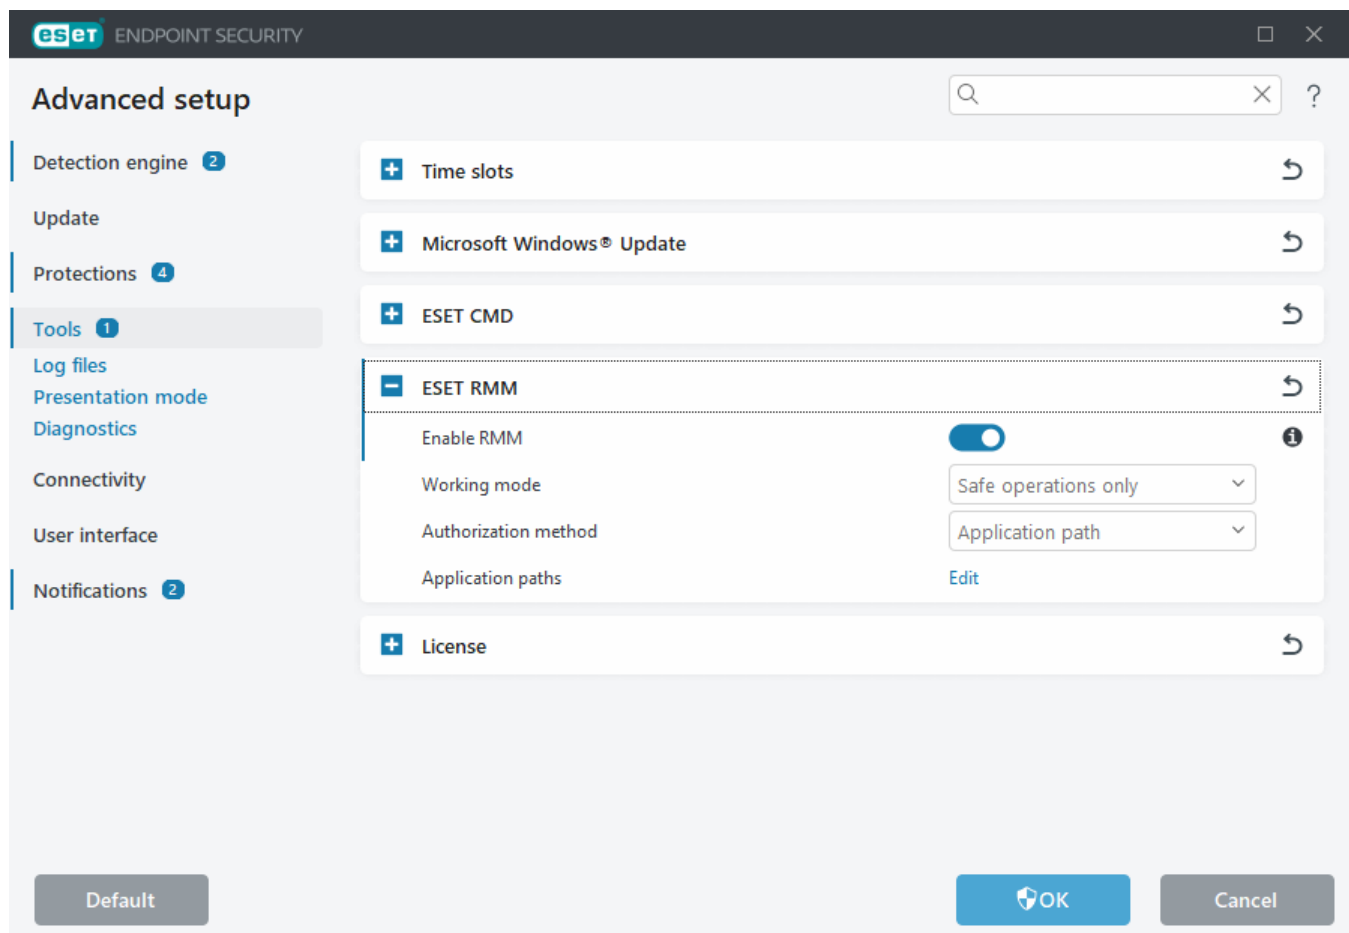 eset ENDPOINT SECURITY
Advanced setup
?
Detection engine 2
Update
Protections 4
Tools 1
Log files
Presentation mode
Diagnostics
Connectivity
User interface
Notifications 2
Time slots
Microsoft Windows® Update
ESET CMD
ESET RMM
Enable RMM
Working mode Safe operations only
Authorization method Application path
Application paths Edit
License
Default
OK
Cancel